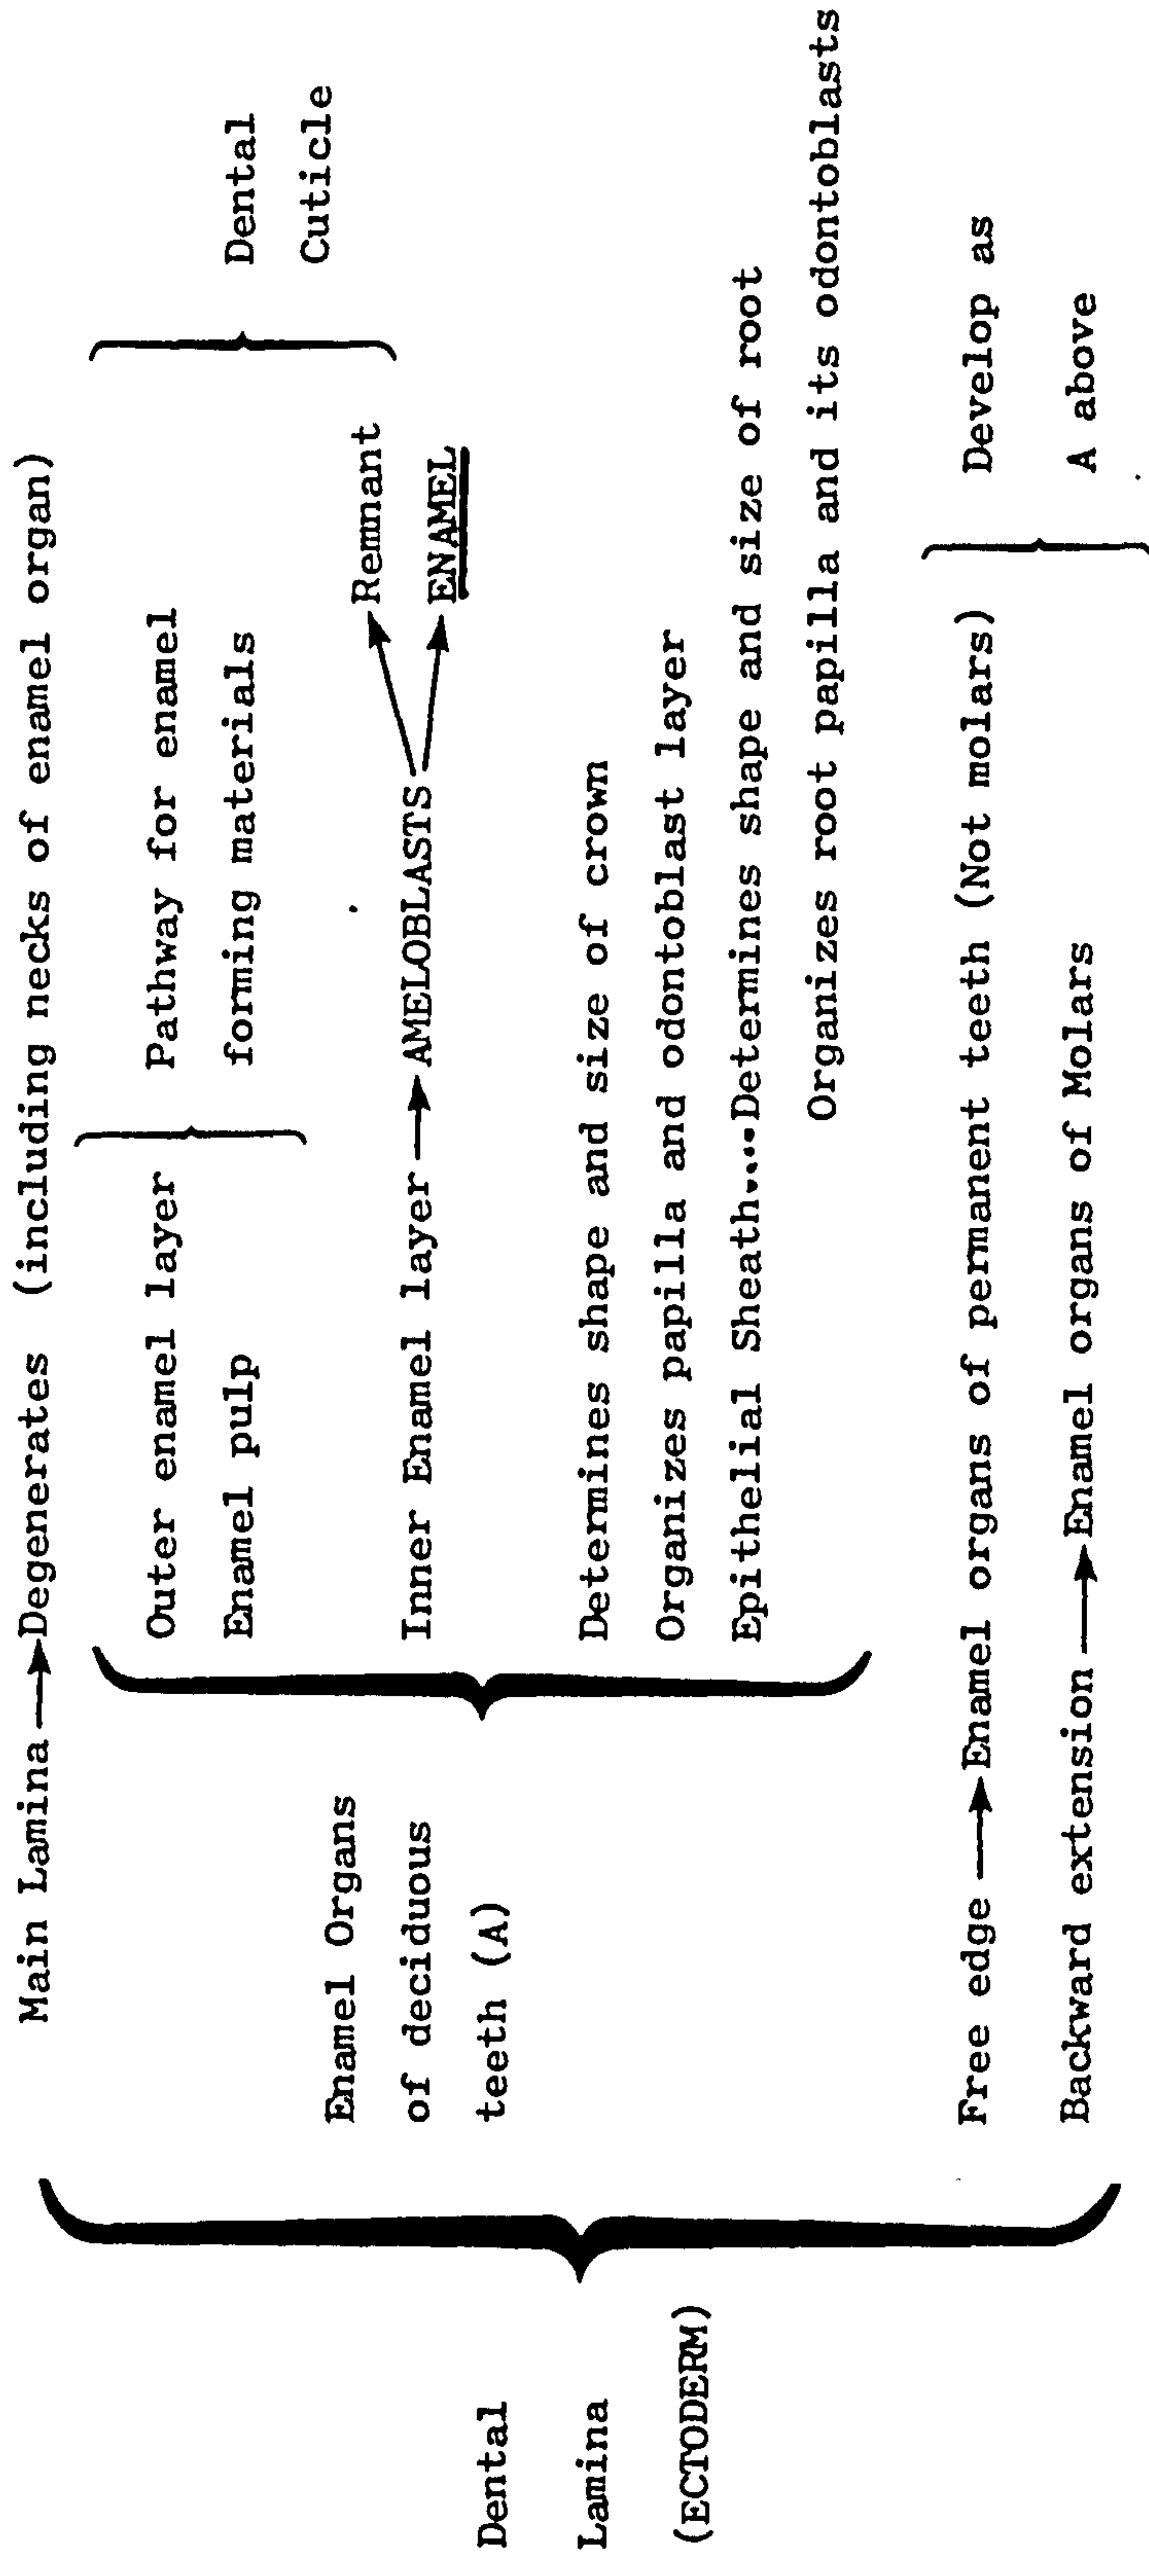 Main Lamina → Degenerates (including necks of enamel organ)
Outer enamel layer
Enamel pulp
Pathway for enamel
forming materials
Inner Enamel layer → AMELOBLASTS
Remnant
ENAMEL
Dental
Cuticle
Determines shape and size of crown
Organizes papilla and odontoblast layer
Epithelial Sheath....Determines shape and size of root
Organizes root papilla and its odontoblasts
Enamel Organs
of deciduous
teeth (A)
Free edge → Enamel organs of permanent teeth (Not molars)
Backward extension → Enamel organs of Molars
Develop as
A above
Dental
Lamina
(ECTODERM)